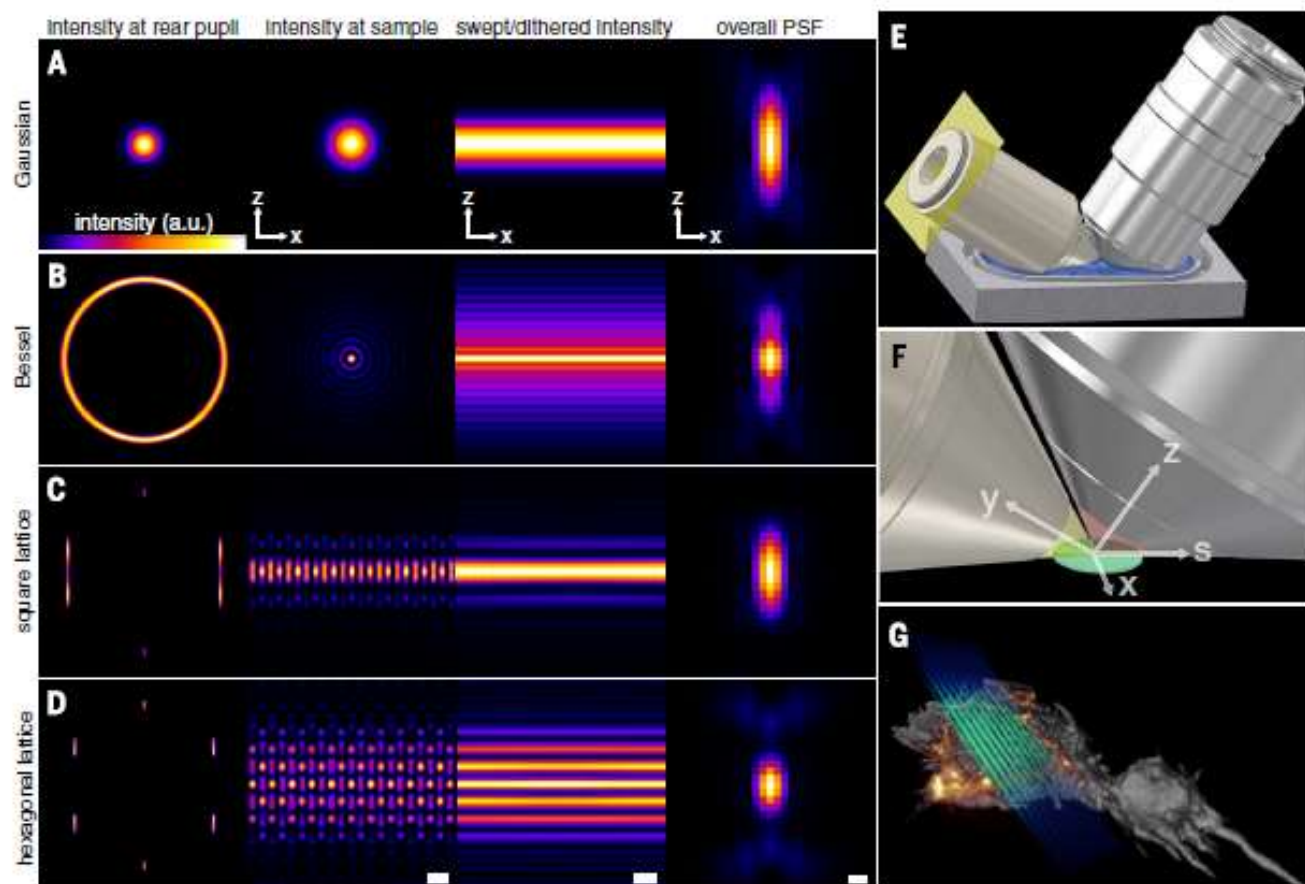 intensity at rear pupil intensity at sample swept/dithered intensity overall PSF
A
Gaussian
intensity (a.u.)
z
x
z
x
z
x
B
Bessel
C
square lattice
D
hexagonal lattice
E
F
z
y
s
x
G